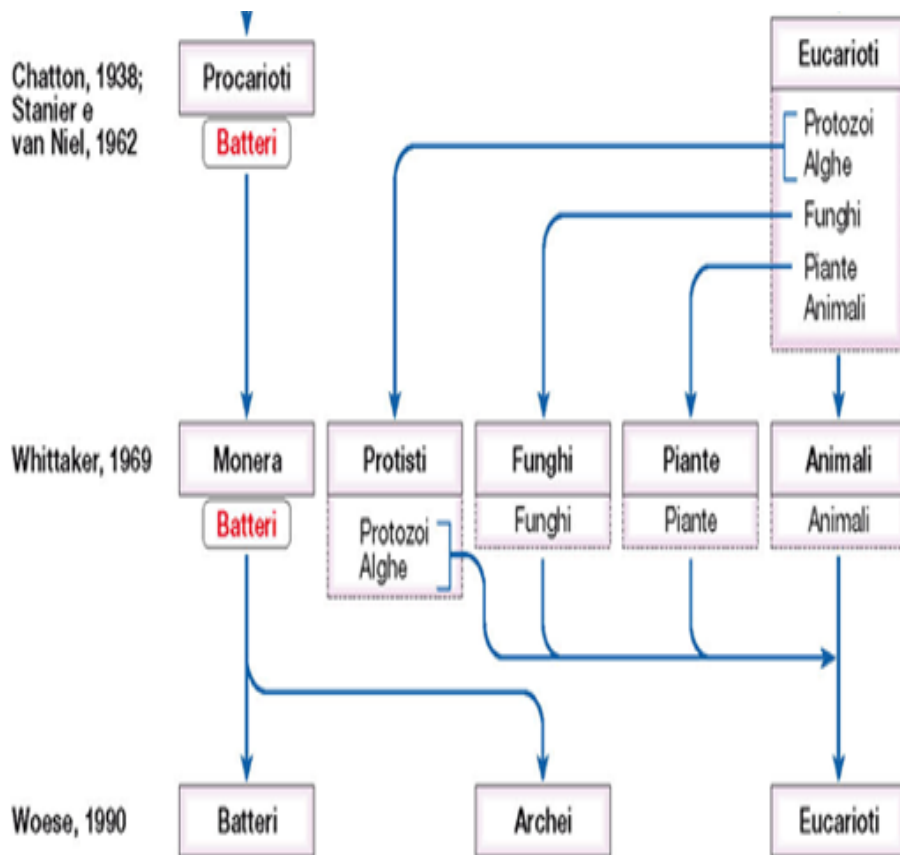 Chatton, 1938;
Stanier e
van Niel, 1962
Procarioti
Batteri
Eucarioti
Protozoi
Alghe
Funghi
Piante
Animali
Whittaker, 1969
Monera
Batteri
Protisti
Protozoi
Alghe
Funghi
Funghi
Piante
Piante
Animali
Animali
Woese, 1990
Batteri
Archei
Eucarioti